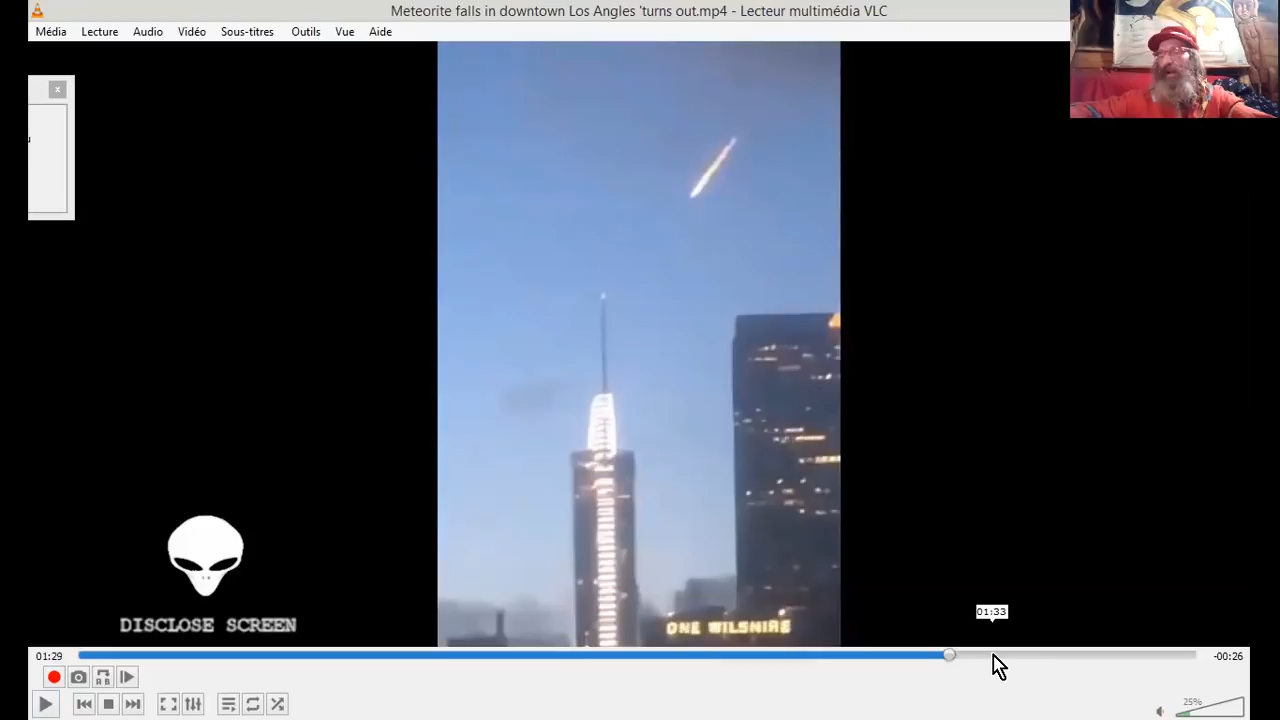 Meteorite falls in downtown Los Angles 'turns out.mp4 - Lecteur multimédia VLC
Média Lecture Audio Vidéo Sous-titres Outils Vue Aide
x
ONE WILSHIRE
DISCLOSE SCREEN
01:33
01:29
-00:26
A B
25%